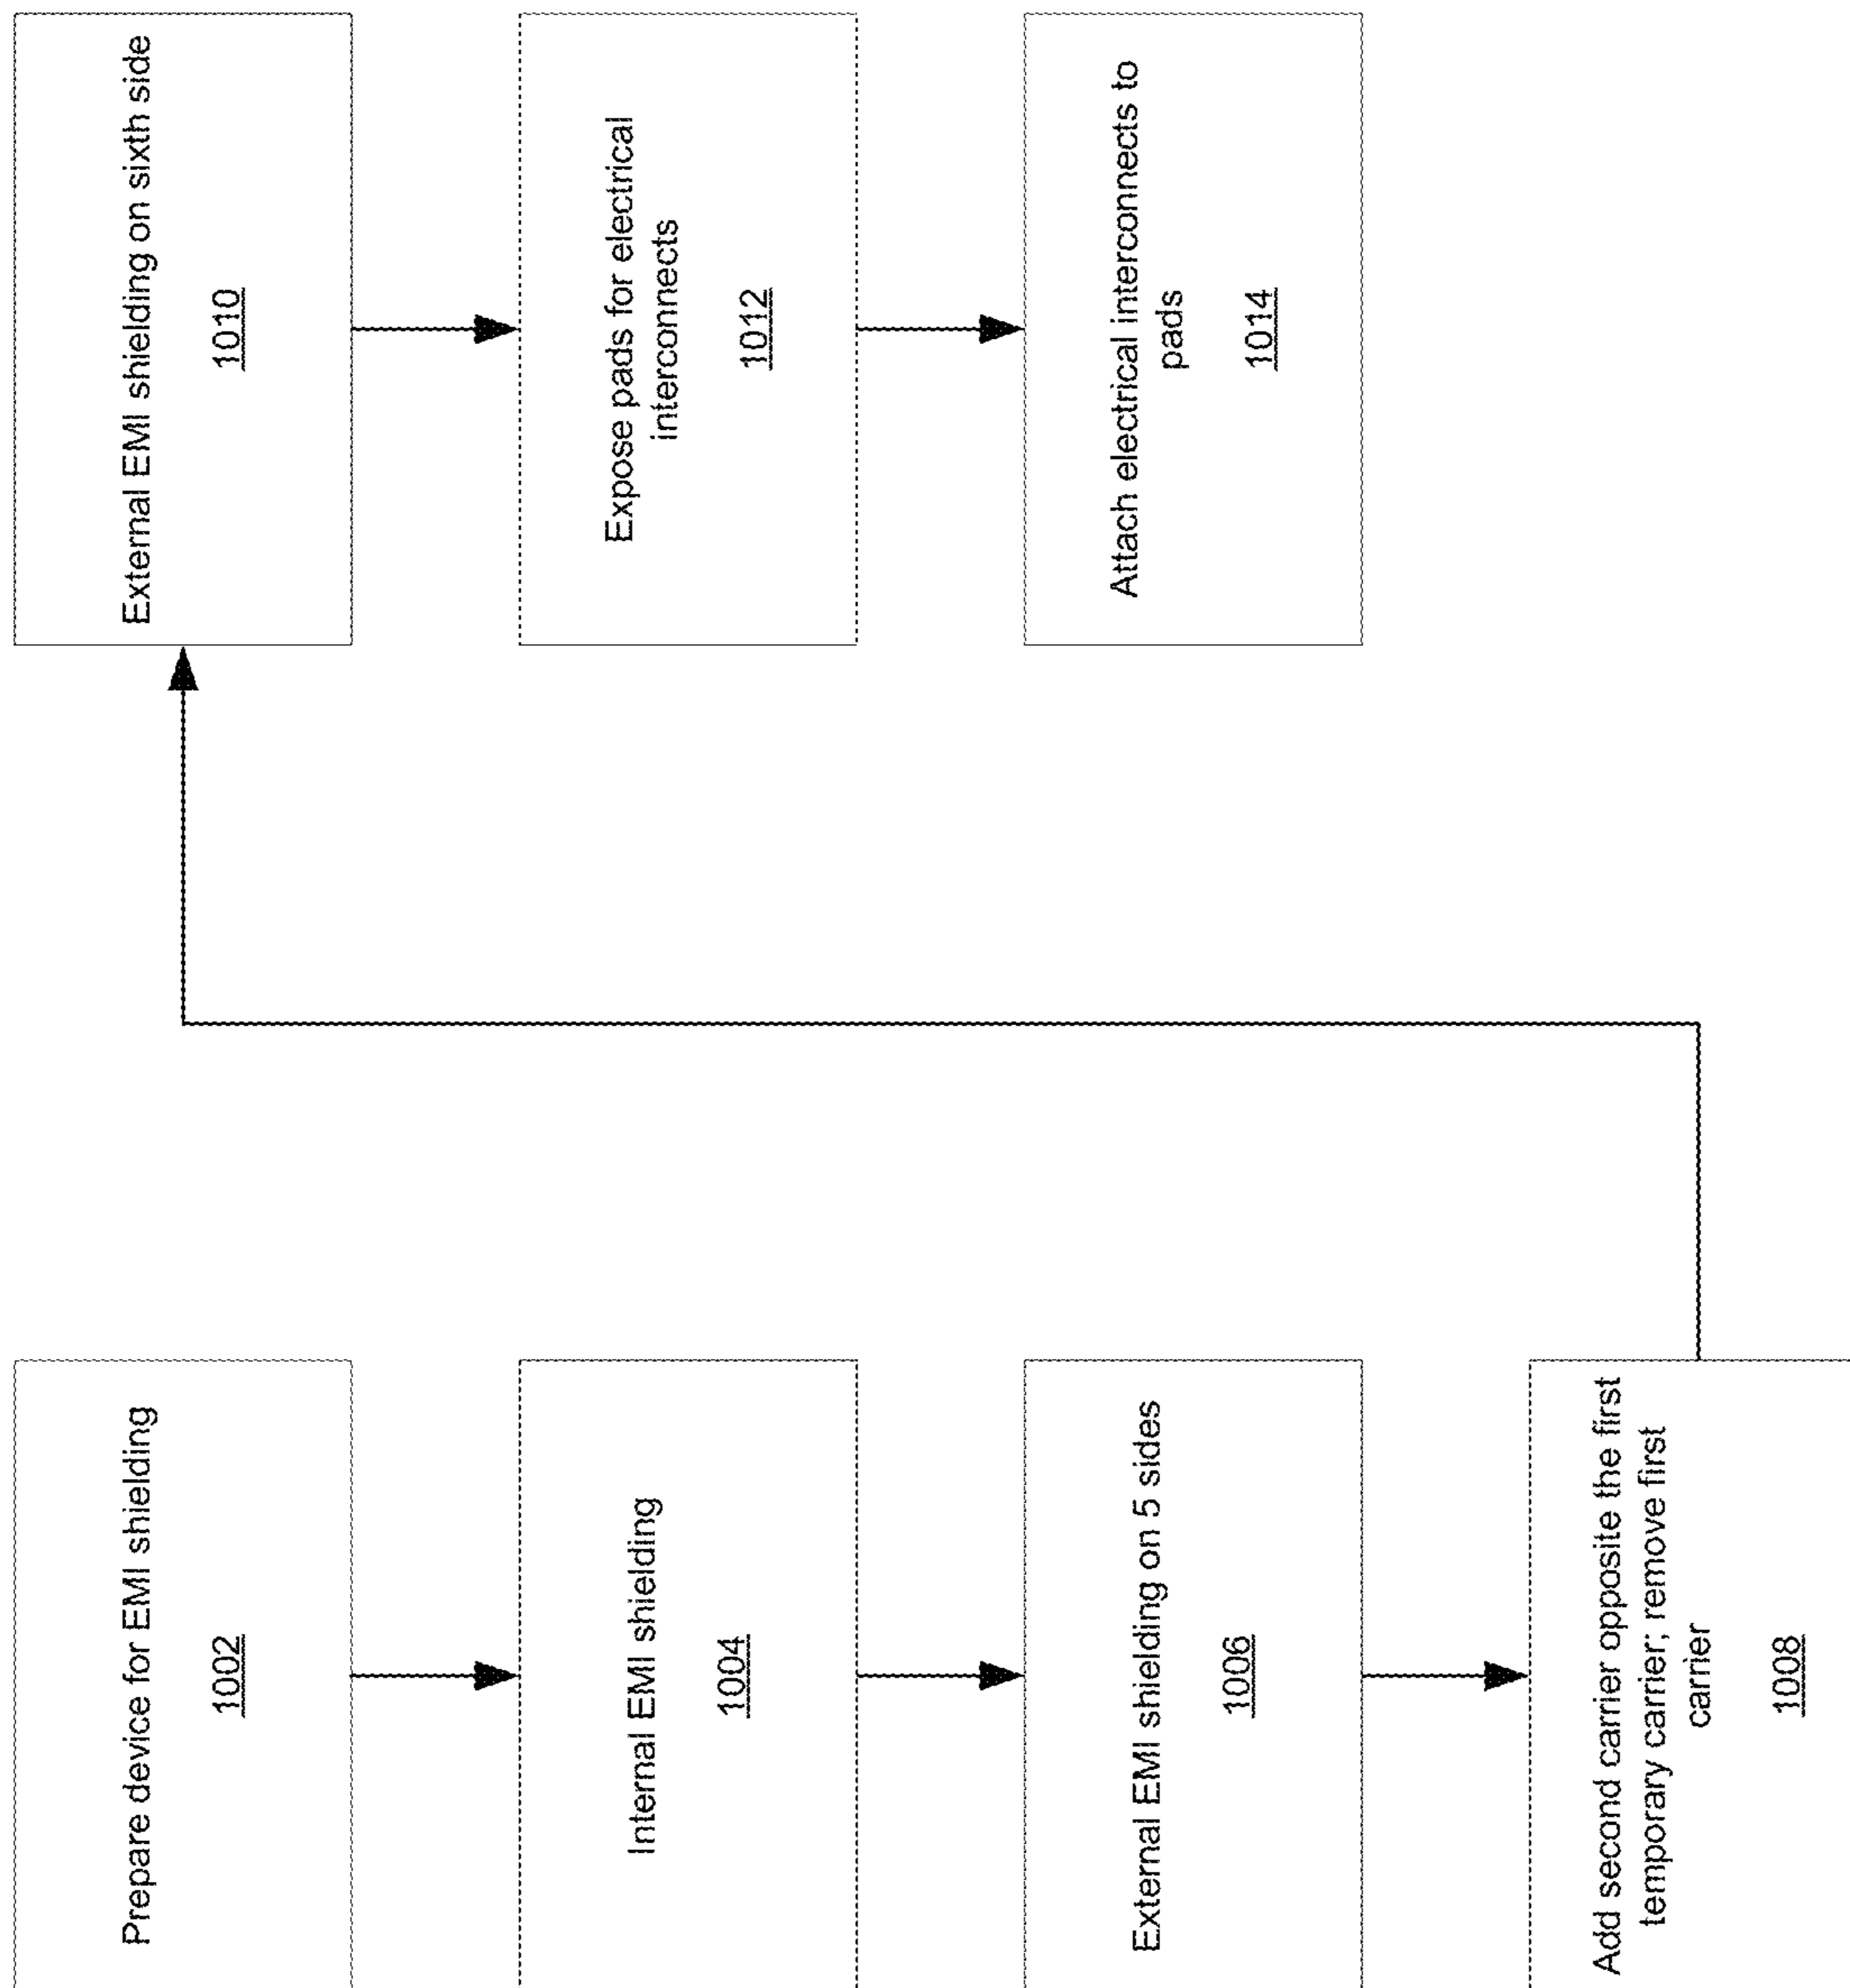 Prepare device for EMI shielding
1002
Internal EMI shielding
1004
External EMI shielding on 5 sides
1006
Add second carrier opposite the first
temporary carrier; remove first
carrier
1008
External EMI shielding on sixth side
1010
Expose pads for electrical
interconnects
1012
Attach electrical interconnects to
pads
1014